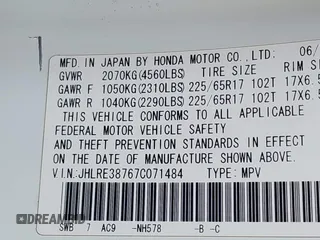 MFD. IN JAPAN BY HONDA MOTOR CO.,LTD: 06/
GVWR 2070KG(4560LBS) TIRE SIZE RIM SI
GAWR F 1050KG(2310LBS) 225/65R17 102T 17X6.5
GAWR R 1040KG(2290LBS) 225/65R17 102T 17X6.5
THIS VEHICLE CONFORMS TO ALL APPLICABLE
FEDERAL MOTOR VEHICLE SAFETY
AND THEFT PREVENTION STANDARDS IN EFFECT
ON THE DATE OF MANUFACTURE SHOWN ABOVE.
V.I.N:JHLRE38767C071484 TYPE: MPV
SWB 7 AC9 -NH578 -B -C
DREAMBID